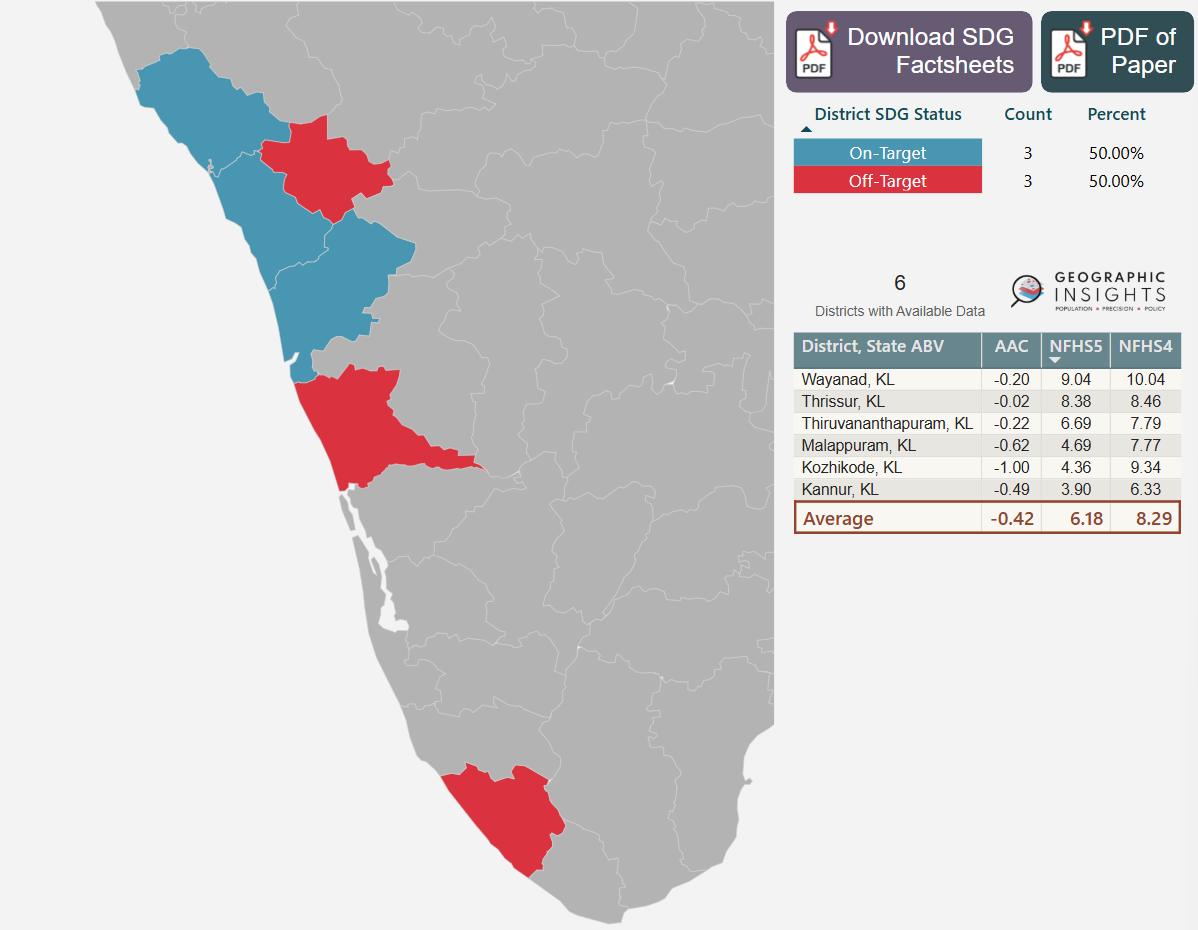 Download SDG
Factsheets
PDF
PDF of
Paper
PDF
District SDG Status Count Percent
On-Target 3 50.00%
Off-Target 3 50.00%
6
Districts with Available Data
GEOGRAPHIC
INSIGHTS
POPULATION • PRECISION • POLICY
District, State ABV AAC NFHS5 NFHS4
Wayanad, KL -0.20 9.04 10.04
Thrissur, KL -0.02 8.38 8.46
Thiruvananthapuram, KL -0.22 6.69 7.79
Malappuram, KL -0.62 4.69 7.77
Kozhikode, KL -1.00 4.36 9.34
Kannur, KL -0.49 3.90 6.33
Average -0.42 6.18 8.29